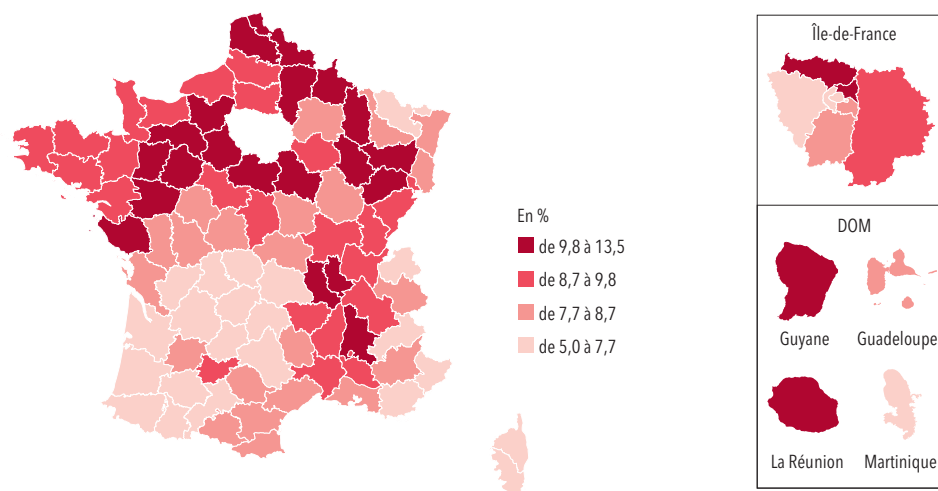 Île-de-France
En %
de 9,8 à 13,5
de 8,7 à 9,8
de 7,7 à 8,7
de 5,0 à 7,7
DOM
Guyane
Guadeloupe
La Réunion
Martinique